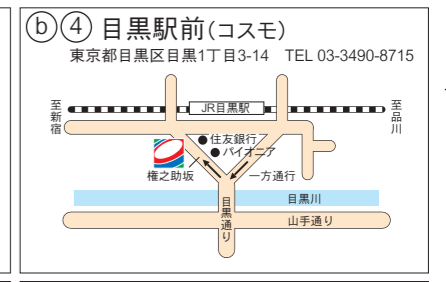 ⓑ④ 目黒駅前(コスモ)
東京都目黒区目黒1丁目3-14 TEL 03-3490-8715
至新宿
JR目黒駅
至品川
●住友銀行
●パイオニア
権之助坂
一方通行
目黒川
目黒通り
山手通り